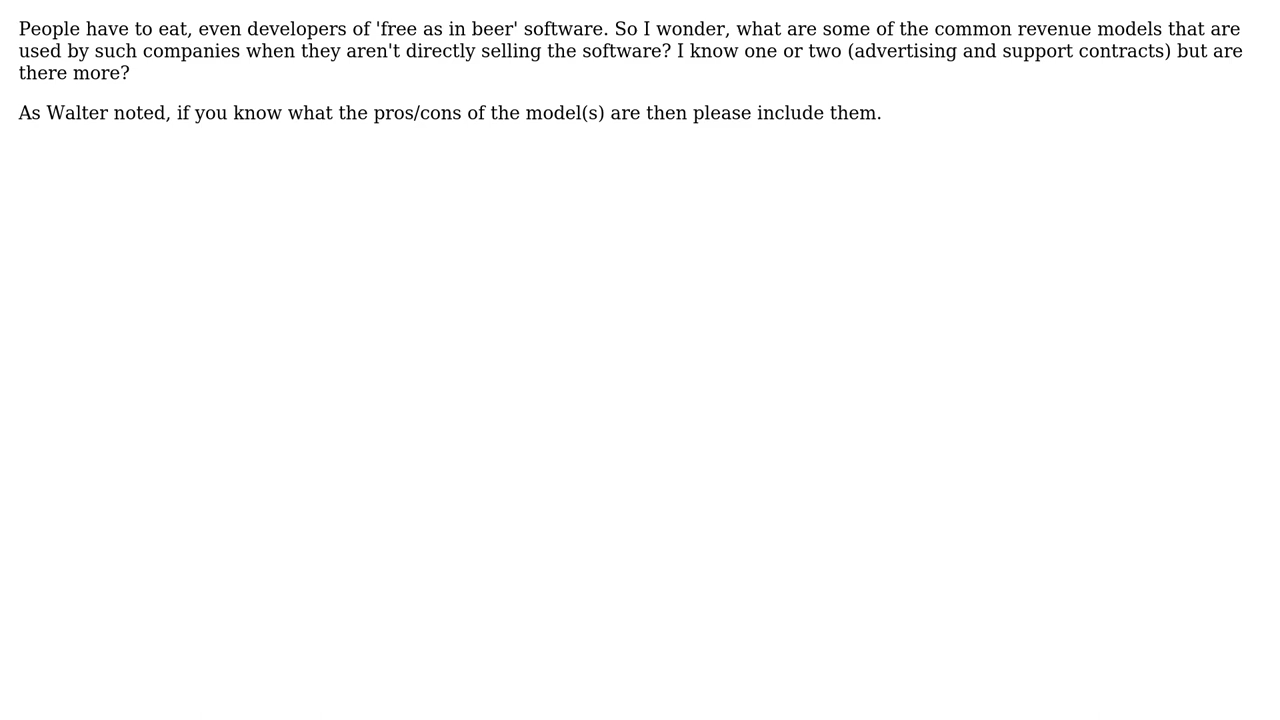 People have to eat, even developers of 'free as in beer' software. So I wonder, what are some of the common revenue models that are
used by such companies when they aren't directly selling the software? I know one or two (advertising and support contracts) but are
there more?
As Walter noted, if you know what the pros/cons of the model(s) are then please include them.